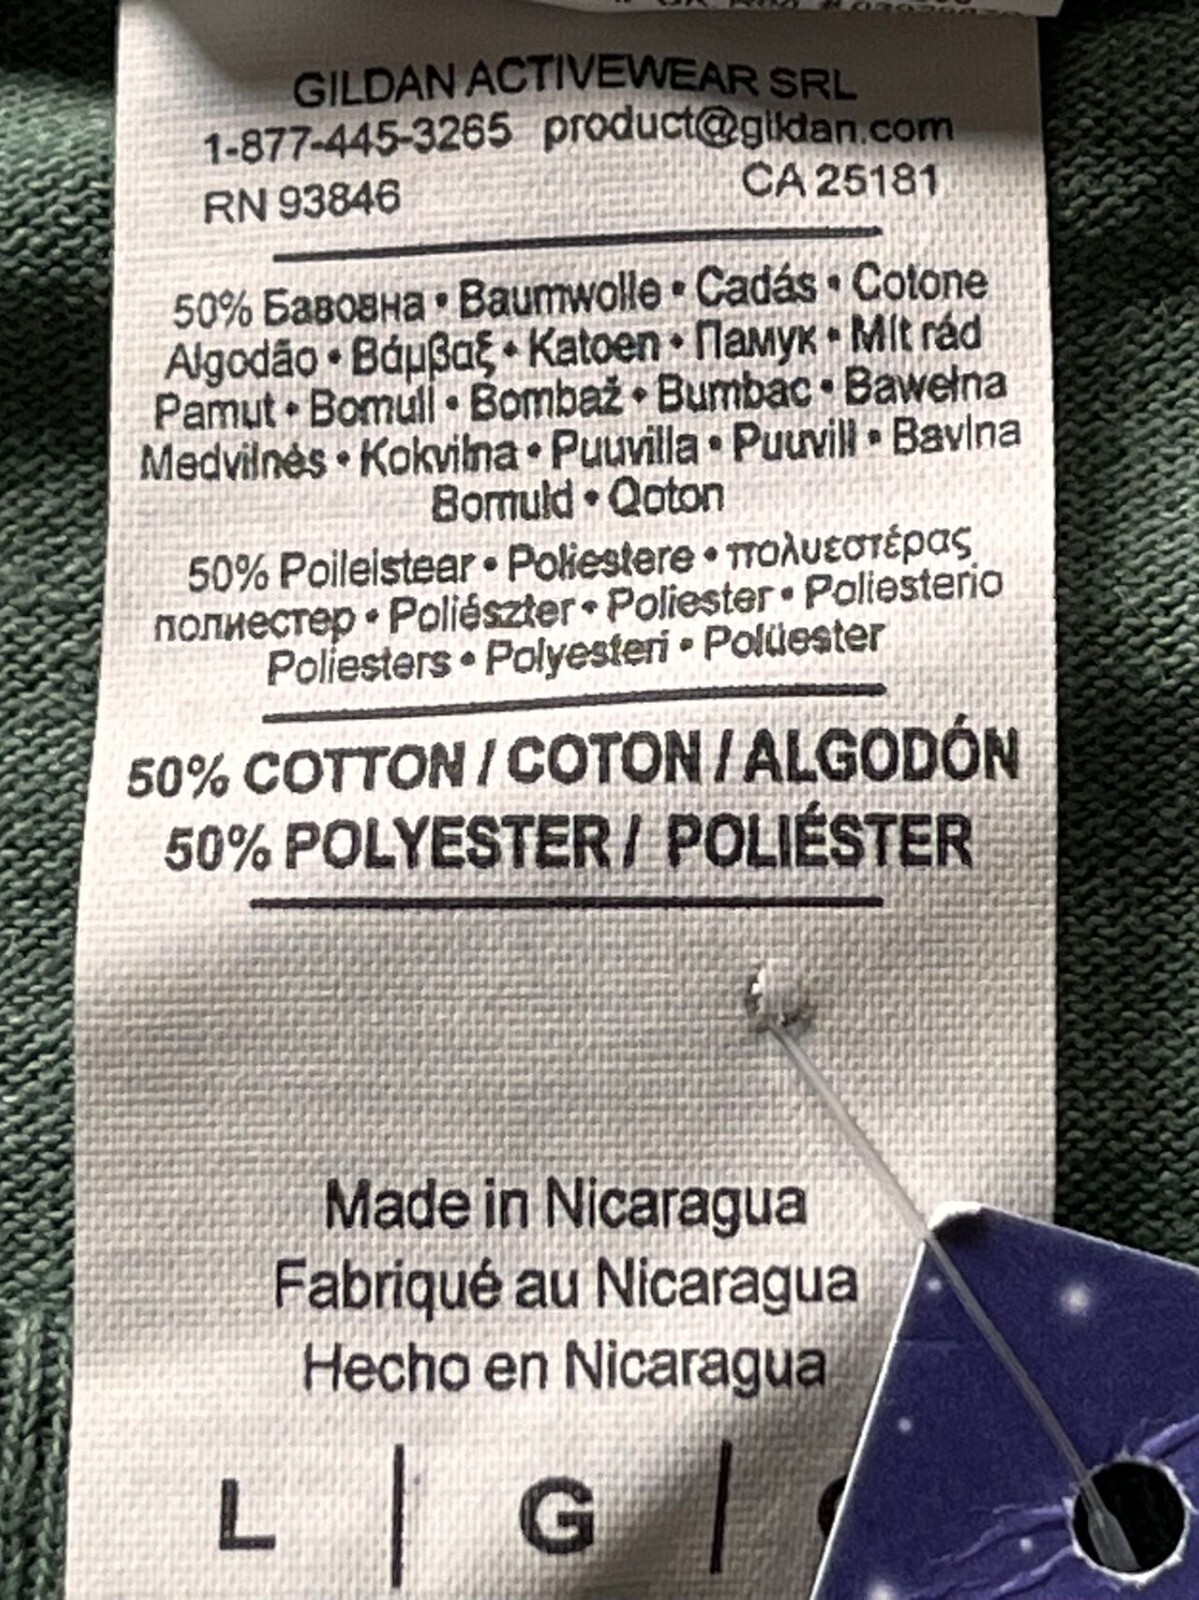 GILDAN ACTIVEWEAR SRL
1-877-445-3265 product@gildan.com
RN 93846 CA 25181
50% Бавовна • Baumwolle • Cadás • Cotone
Algodão • Βάμβαξ • Katoen • Памук • Mît rád
Pamut • Bomull • Bombaž • Bumbac • Bawełna
Medvilnės • Kokvilna • Puuvilla • Puuvill • Bavlna
Bomuld • Qoton
50% Poileistear • Poliestere • πολυεστέρας
полиестер • Poliészter • Poliester • Poliesterio
Poliesters • Polyesteri • Polüester
50% COTTON / COTON / ALGODÓN
50% POLYESTER / POLIÉSTER
Made in Nicaragua
Fabriqué au Nicaragua
Hecho en Nicaragua
L | G |